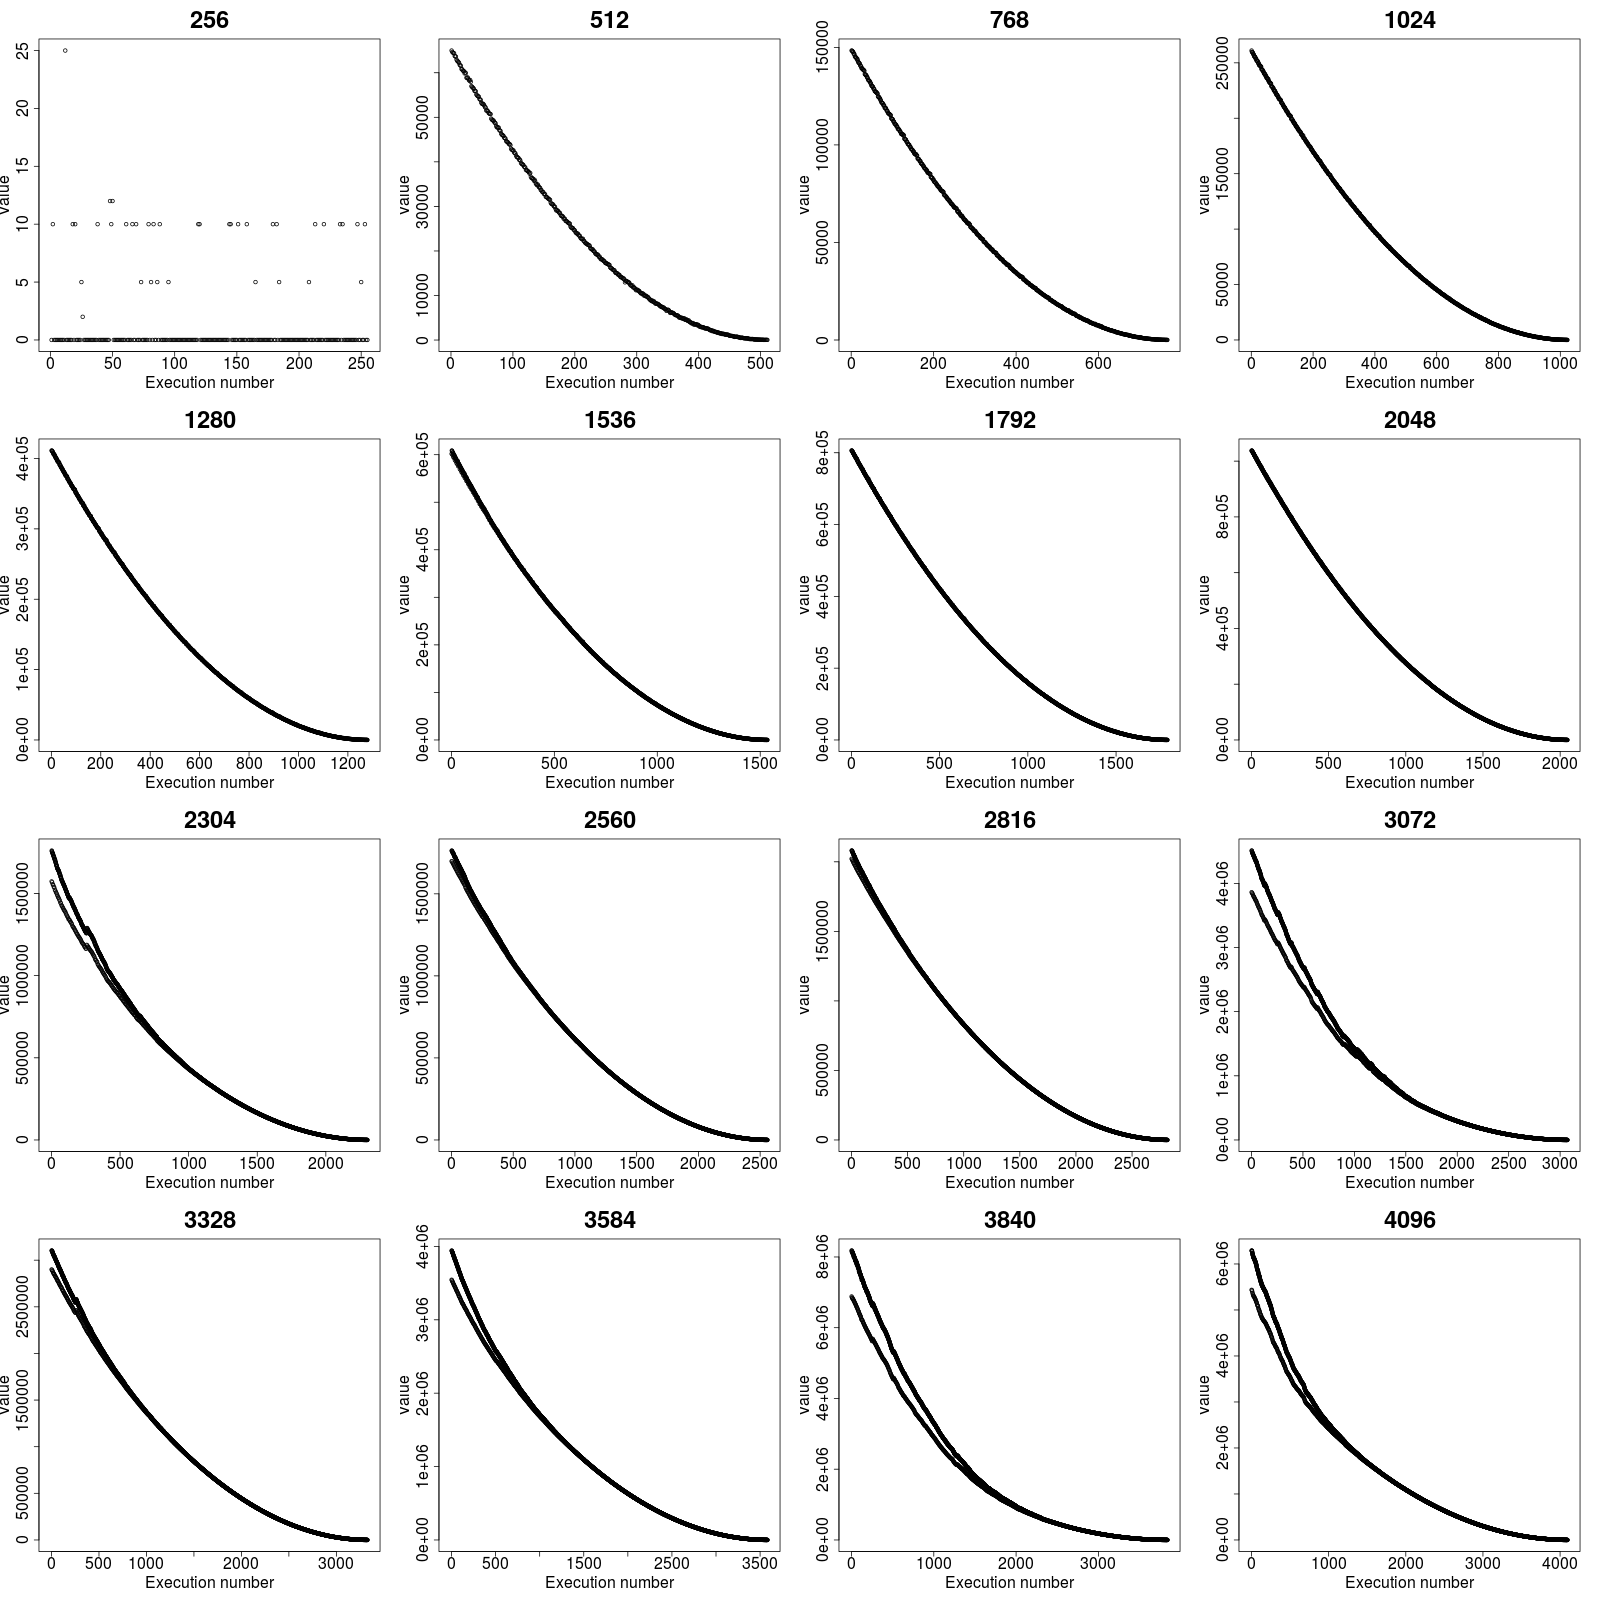 256
512
768
1024
value
25
20
15
10
5
0
0 50 100 150 200 250
Execution number
value
50000
30000
10000
0
0 100 200 300 400 500
Execution number
value
150000
100000
50000
0
0 200 400 600
Execution number
value
250000
150000
50000
0
0 200 400 600 800 1000
Execution number
1280
1536
1792
2048
value
4e+05
3e+05
2e+05
1e+05
0e+00
0 200 400 600 800 1000 1200
Execution number
value
6e+05
4e+05
2e+05
0e+00
0 500 1000 1500
Execution number
value
8e+05
6e+05
4e+05
2e+05
0e+00
0 500 1000 1500
Execution number
value
8e+05
4e+05
0e+00
0 500 1000 1500 2000
Execution number
2304
2560
2816
3072
value
1500000
1000000
500000
0
0 500 1000 1500 2000
Execution number
value
1500000
1000000
500000
0
0 500 1000 1500 2000 2500
Execution number
value
1500000
500000
0
0 500 1000 1500 2000 2500
Execution number
value
4e+06
3e+06
2e+06
1e+06
0e+00
0 500 1000 1500 2000 2500 3000
Execution number
3328
3584
3840
4096
value
2500000
1500000
500000
0
0 500 1000 2000 3000
Execution number
value
4e+06
3e+06
2e+06
1e+06
0e+00
0 500 1500 2500 3500
Execution number
value
8e+06
6e+06
4e+06
2e+06
0e+00
0 1000 2000 3000
Execution number
value
6e+06
4e+06
2e+06
0e+00
0 1000 2000 3000 4000
Execution number